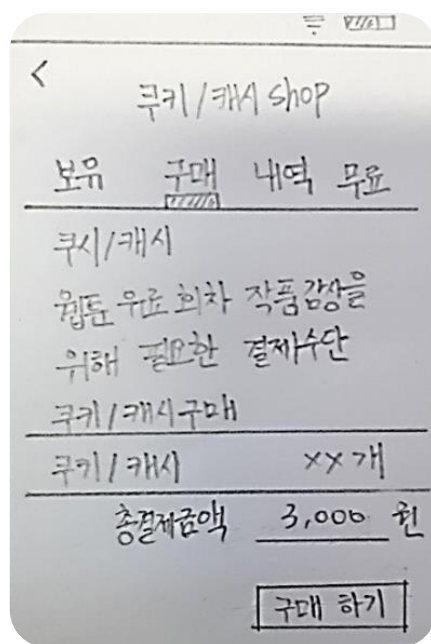 <
쿠키/캐시 shop
보유 구매 내역 무료
쿠시/캐시
웹툰 유료 회차 작품감상을
위해 필요한 결제수단
쿠키/캐시구매
쿠키/캐시 xx개
총결제금액 3,000 원
구매 하기